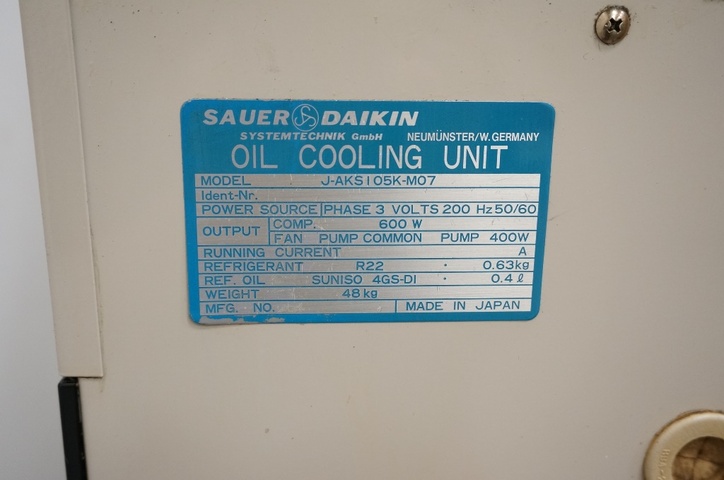 SAUER DAIKIN
SYSTEMTECHNIK GmbH NEUMÜNSTER/W. GERMANY
OIL COOLING UNIT
MODEL J-AKS105K-M07
Ident-Nr.
POWER SOURCE PHASE 3 VOLTS 200 Hz 50/60
OUTPUT COMP. 600 W
FAN PUMP COMMON PUMP 400W
RUNNING CURRENT A
REFRIGERANT R22 · 0.63kg
REF. OIL SUNISO 4GS-DI · 0.4 ℓ
WEIGHT 48 kg
MFG. NO. MADE IN JAPAN